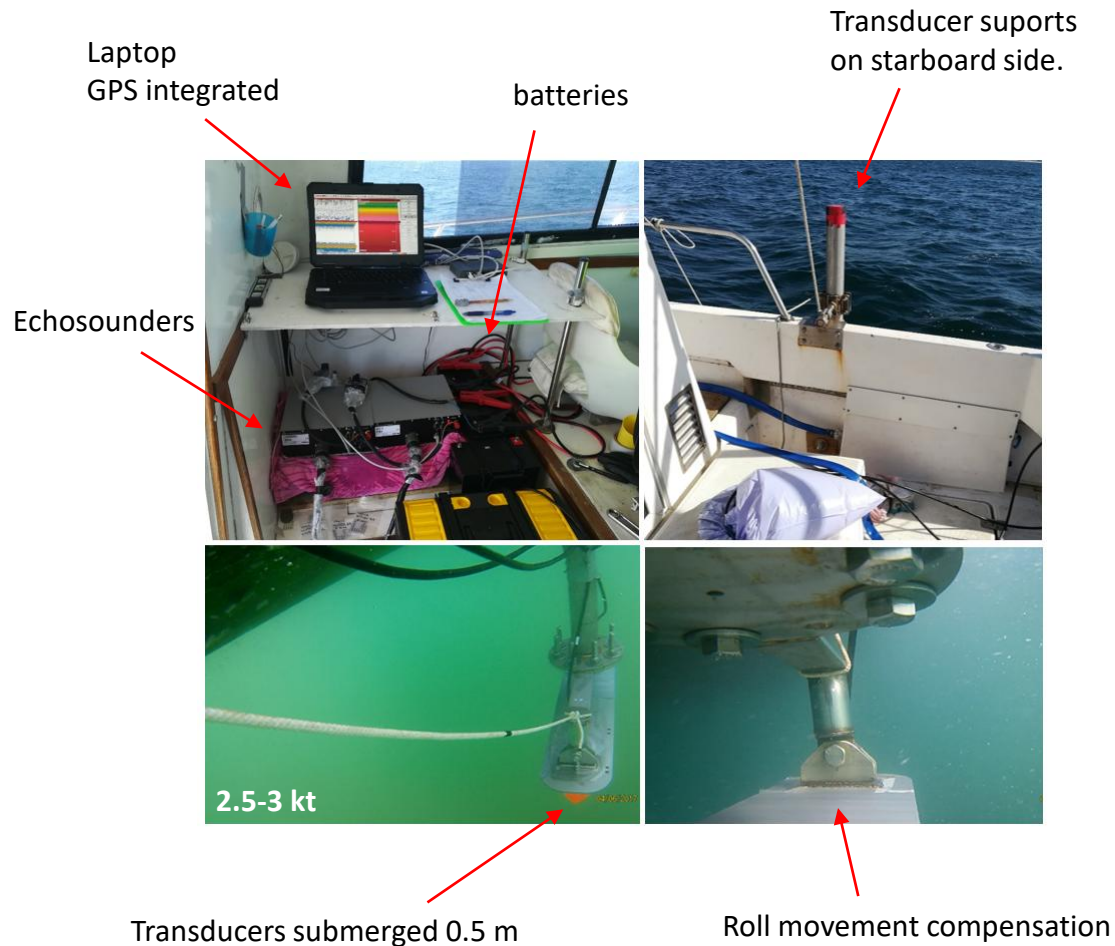 Transducer suports
on starboard side.
Laptop
GPS integrated
batteries
Echosounders
2.5-3 kt
Transducers submerged 0.5 m
Roll movement compensation